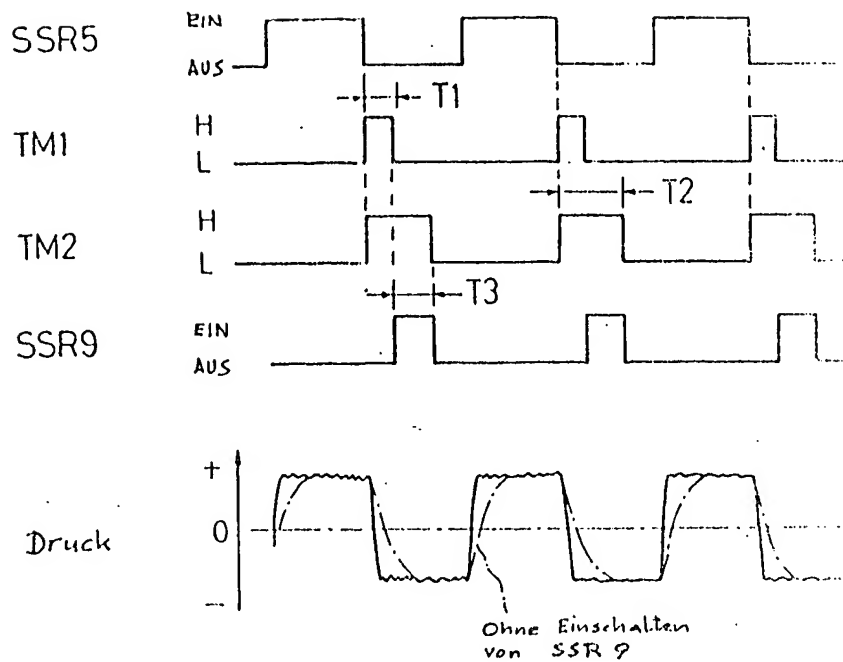 SSR5
EIN
AUS
T1
TM1
H
L
T2
TM2
H
L
T3
SSR9
EIN
AUS
Druck
+
0
-
Ohne Einschalten
von SSR 9